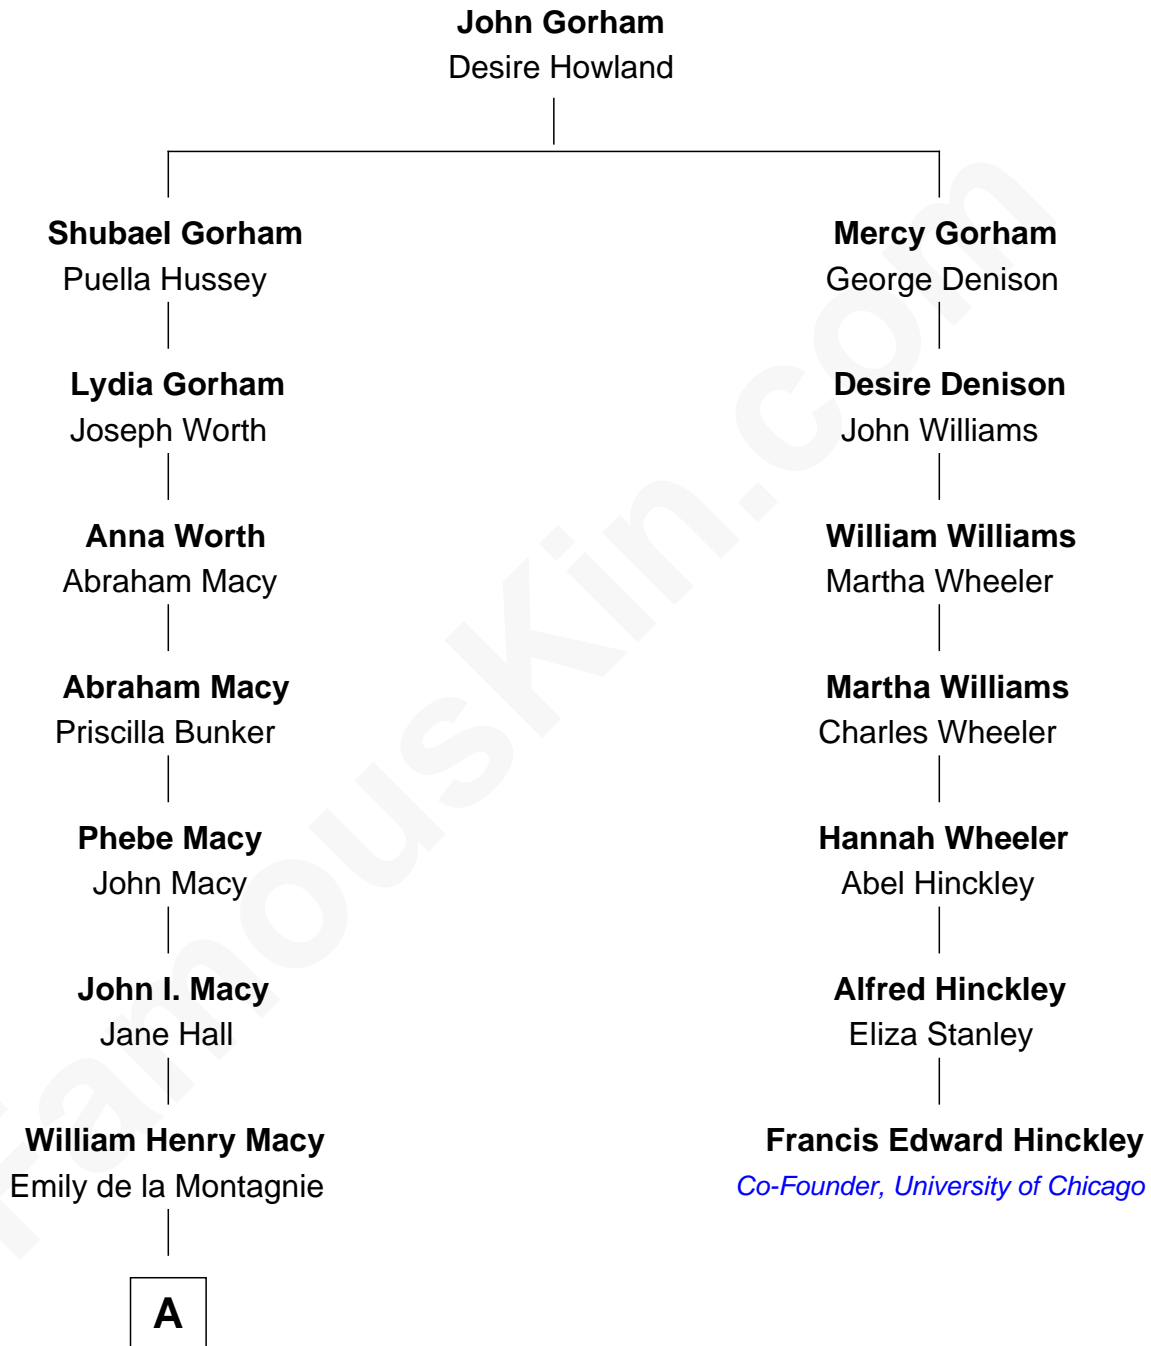 John Gorham
Desire Howland
Shubael Gorham
Puella Hussey
Mercy Gorham
George Denison
Lydia Gorham
Joseph Worth
Desire Denison
John Williams
Anna Worth
Abraham Macy
William Williams
Martha Wheeler
Abraham Macy
Priscilla Bunker
Martha Williams
Charles Wheeler
Phebe Macy
John Macy
Hannah Wheeler
Abel Hinckley
John I. Macy
Jane Hall
Alfred Hinckley
Eliza Stanley
William Henry Macy
Emily de la Montagnie
Francis Edward Hinckley
Co-Founder, University of Chicago
A
FamousKin.com